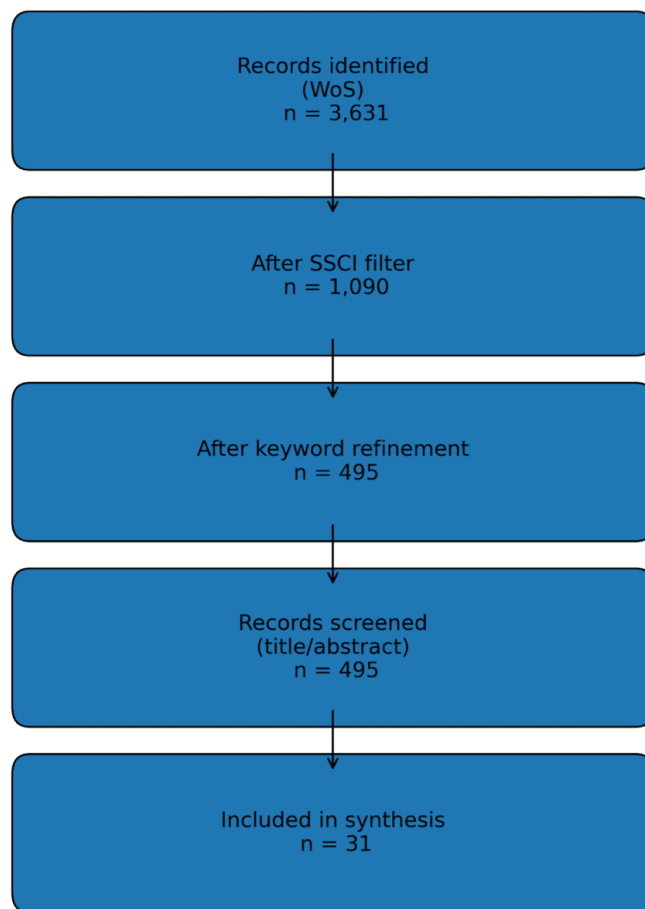 Records identified
(WoS)
n = 3,631
After SSCI filter
n = 1,090
After keyword refinement
n = 495
Records screened
(title/abstract)
n = 495
Included in synthesis
n = 31